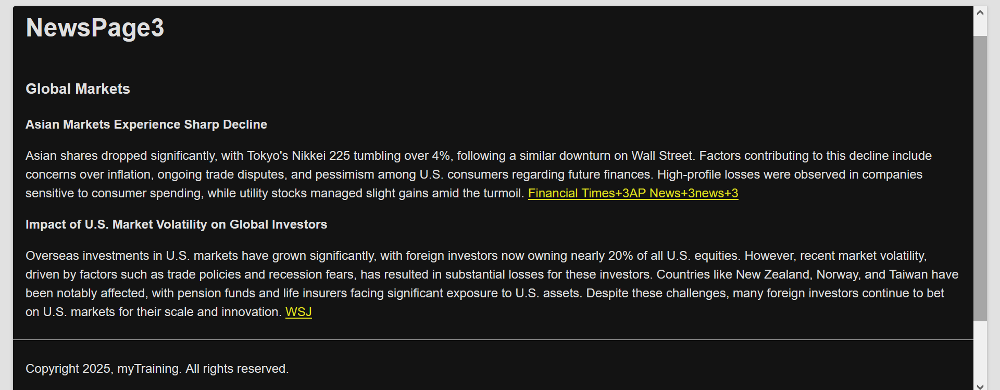 NewsPage3
Global Markets
Asian Markets Experience Sharp Decline
Asian shares dropped significantly, with Tokyo's Nikkei 225 tumbling over 4%, following a similar downturn on Wall Street. Factors contributing to this decline include
concerns over inflation, ongoing trade disputes, and pessimism among U.S. consumers regarding future finances. High-profile losses were observed in companies
sensitive to consumer spending, while utility stocks managed slight gains amid the turmoil. Financial Times+3AP News+3news+3
Impact of U.S. Market Volatility on Global Investors
Overseas investments in U.S. markets have grown significantly, with foreign investors now owning nearly 20% of all U.S. equities. However, recent market volatility,
driven by factors such as trade policies and recession fears, has resulted in substantial losses for these investors. Countries like New Zealand, Norway, and Taiwan have
been notably affected, with pension funds and life insurers facing significant exposure to U.S. assets. Despite these challenges, many foreign investors continue to bet
on U.S. markets for their scale and innovation. WSJ
Copyright 2025, myTraining. All rights reserved.